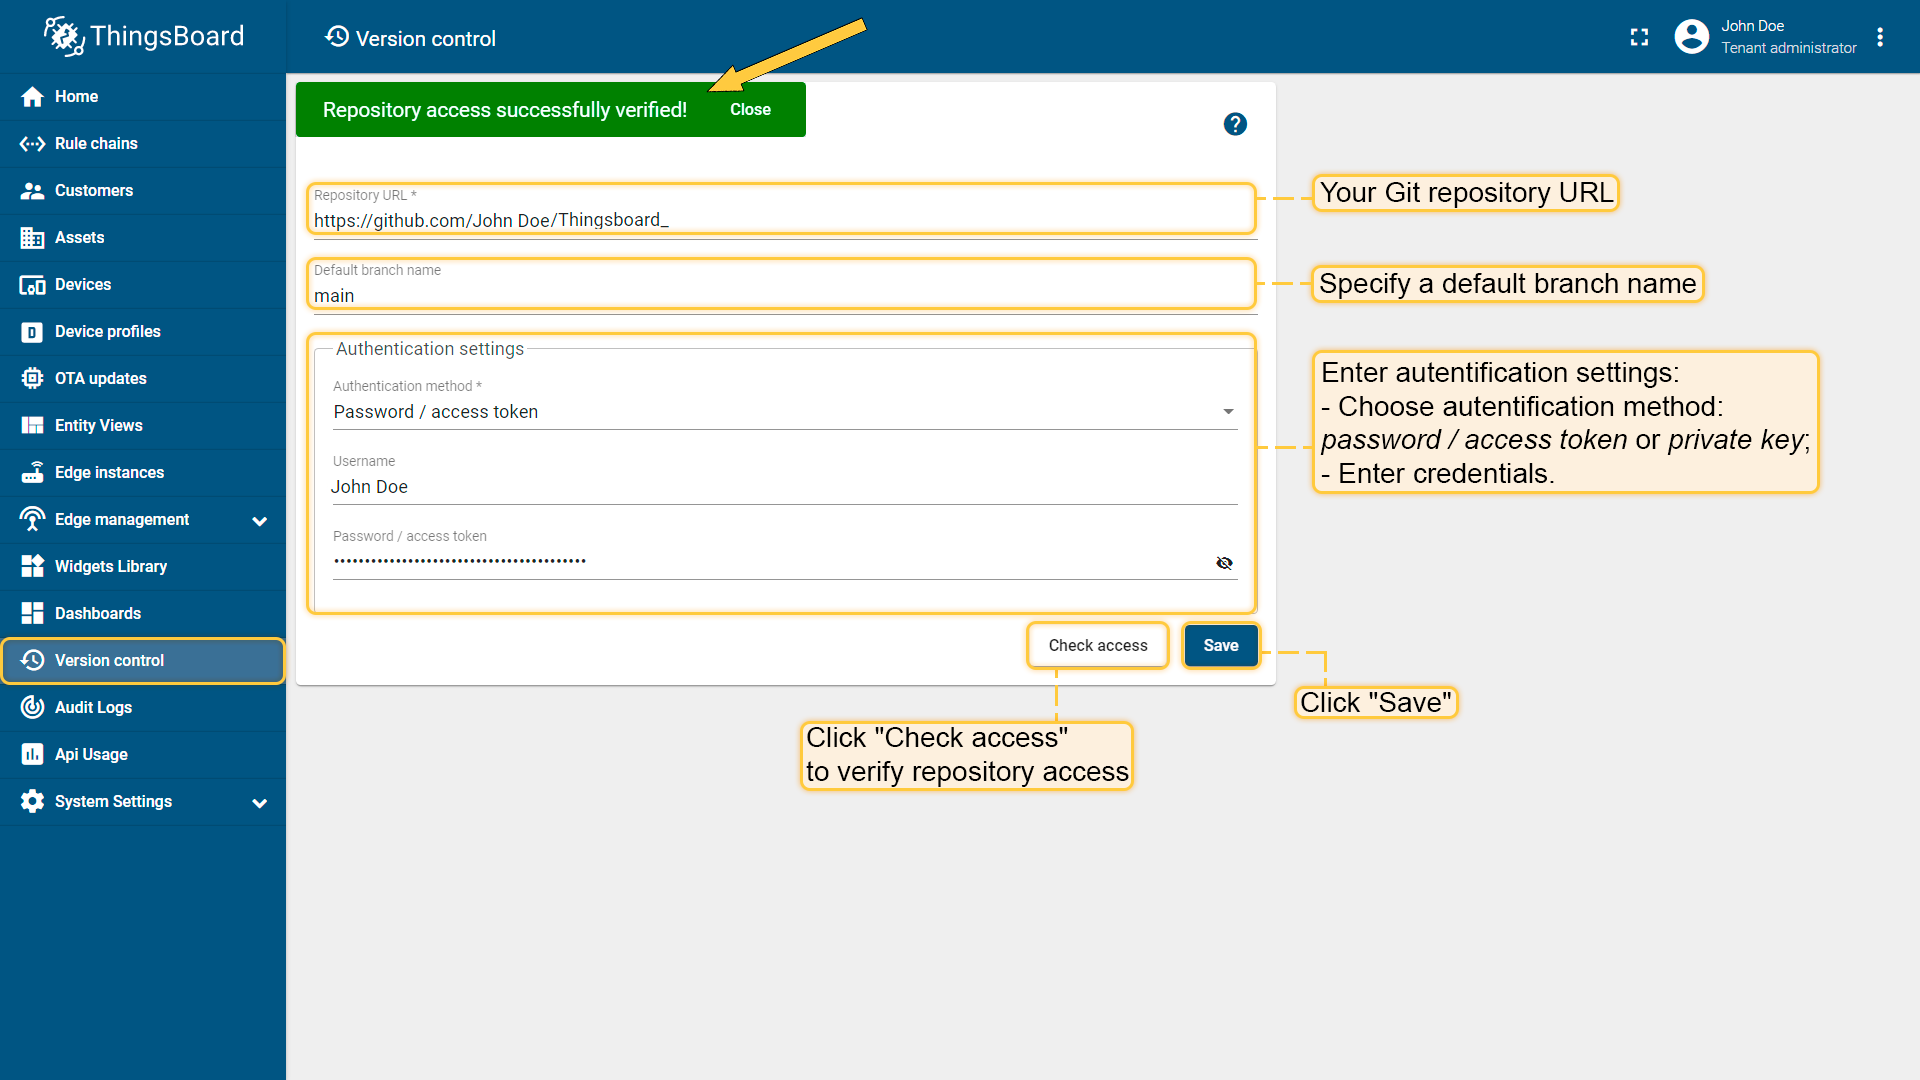 ThingsBoard
Version control
John Doe
Tenant administrator
Home
Rule chains
Customers
Assets
Devices
Device profiles
OTA updates
Entity Views
Edge instances
Edge management
Widgets Library
Dashboards
Version control
Audit Logs
Api Usage
System Settings
Repository access successfully verified!
Close
Repository URL *
https://github.com/John Doe/Thingsboard_
Your Git repository URL
Default branch name
main
Specify a default branch name
Authentication settings
Authentication method *
Password / access token
Username
John Doe
Password / access token
••••••••••••••••••••••••••••••••••••••••
Enter autentification settings:
- Choose autentification method:
password / access token or private key;
- Enter credentials.
Check access
Save
Click "Save"
Click "Check access"
to verify repository access